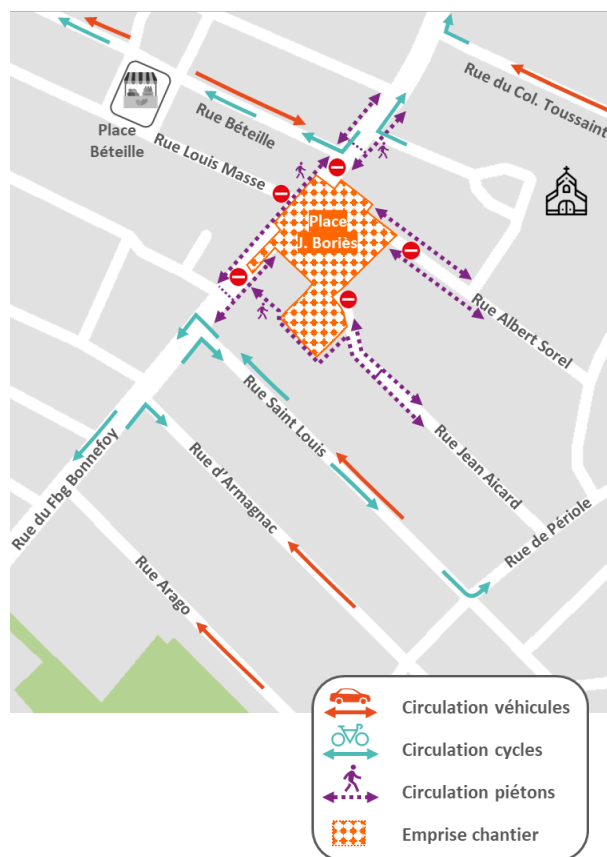 Rue du Col. Toussaint
Rue Béteille
Place
Béteille
Rue Louis Masse
Place
J. Boriès
Rue Albert Sorel
Rue Saint Louis
Rue Jean Aicard
Rue du Fbg Bonnefoy
Rue d'Armagnac
Rue de Périole
Rue Arago
Circulation véhicules
Circulation cycles
Circulation piétons
Emprise chantier